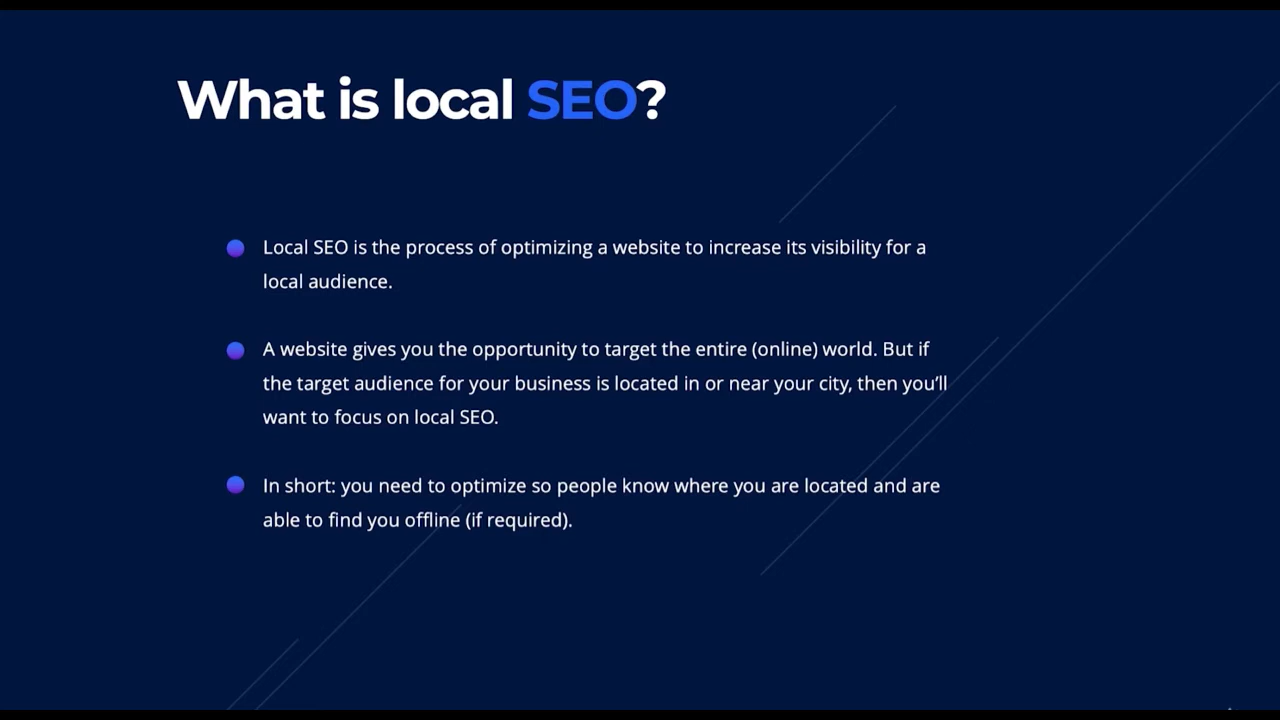 What is local SEO?
Local SEO is the process of optimizing a website to increase its visibility for a
local audience.
A website gives you the opportunity to target the entire (online) world. But if
the target audience for your business is located in or near your city, then you’ll
want to focus on local SEO.
In short: you need to optimize so people know where you are located and are
able to find you offline (if required).